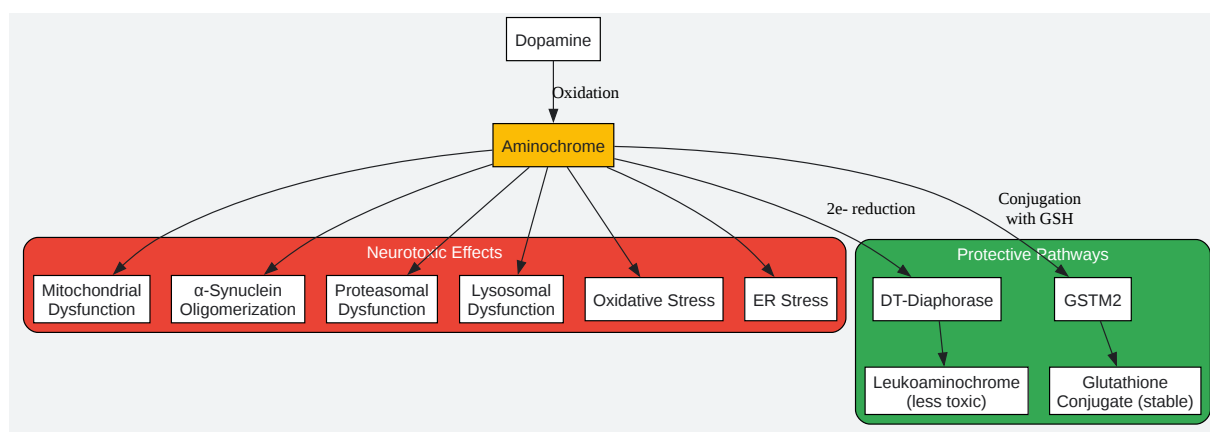 Dopamine
Oxidation
Aminochrome
2e- reduction
Conjugation
with GSH
Neurotoxic Effects
Protective Pathways
Mitochondrial
Dysfunction
α-Synuclein
Oligomerization
Proteasomal
Dysfunction
Lysosomal
Dysfunction
Oxidative Stress
ER Stress
DT-Diaphorase
GSTM2
Leukoaminochrome
(less toxic)
Glutathione
Conjugate (stable)